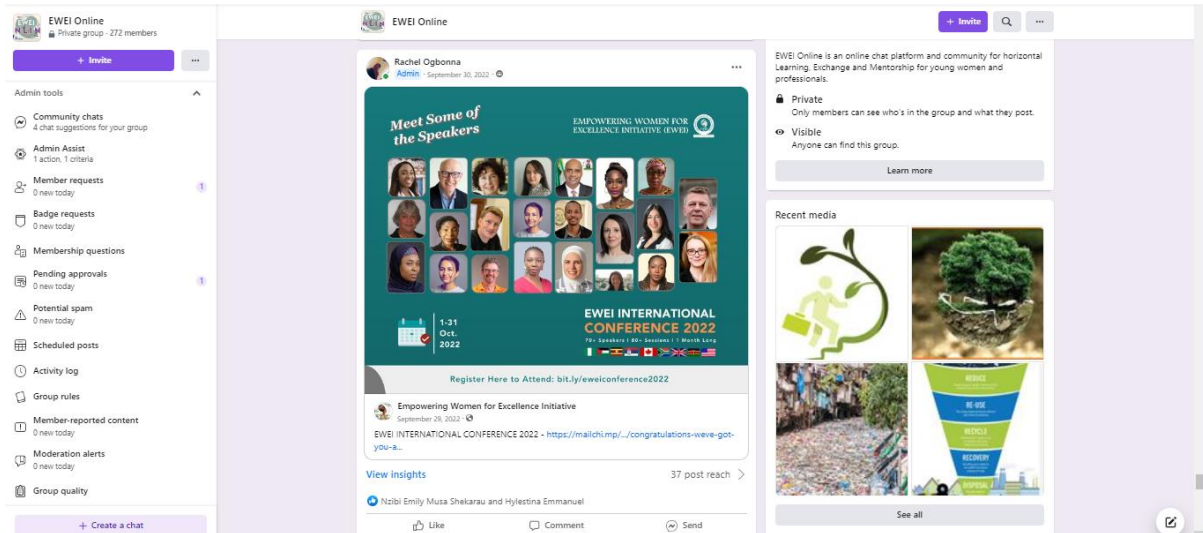 EWEI Online
Private group · 272 members
+ Invite
Admin tools
Community chats
4 chat suggestions for your group
Admin Assist
1 action, 1 criteria
Member requests
0 new today
1
Badge requests
0 new today
Membership questions
Pending approvals
0 new today
1
Potential spam
0 new today
Scheduled posts
Activity log
Group rules
Member-reported content
0 new today
Moderation alerts
0 new today
Group quality
+ Create a chat
EWEI Online
+ Invite
Rachel Ogbonna
Admin · September 30, 2022 ·
Meet Some of
the Speakers
EMPOWERING WOMEN FOR
EXCELLENCE INITIATIVE (EWEI)
1-31
Oct.
2022
EWEI INTERNATIONAL
CONFERENCE 2022
70+ Speakers | 80+ Sessions | 1 Month Long
Register Here to Attend: bit.ly/eweiconference2022
Empowering Women for Excellence Initiative
September 29, 2022 ·
EWEI INTERNATIONAL CONFERENCE 2022 - https://mailchi.mp/.../congratulations-weve-got-
you-a...
View insights
37 post reach
Nzibi Emily Musa Shekarau and Hylestina Emmanuel
Like
Comment
Send
EWEI Online is an online chat platform and community for horizontal
Learning, Exchange and Mentorship for young women and
professionals.
Private
Only members can see who's in the group and what they post.
Visible
Anyone can find this group.
Learn more
Recent media
REDUCE
RE-USE
RECYCLE
RECOVERY
DISPOSAL
See all